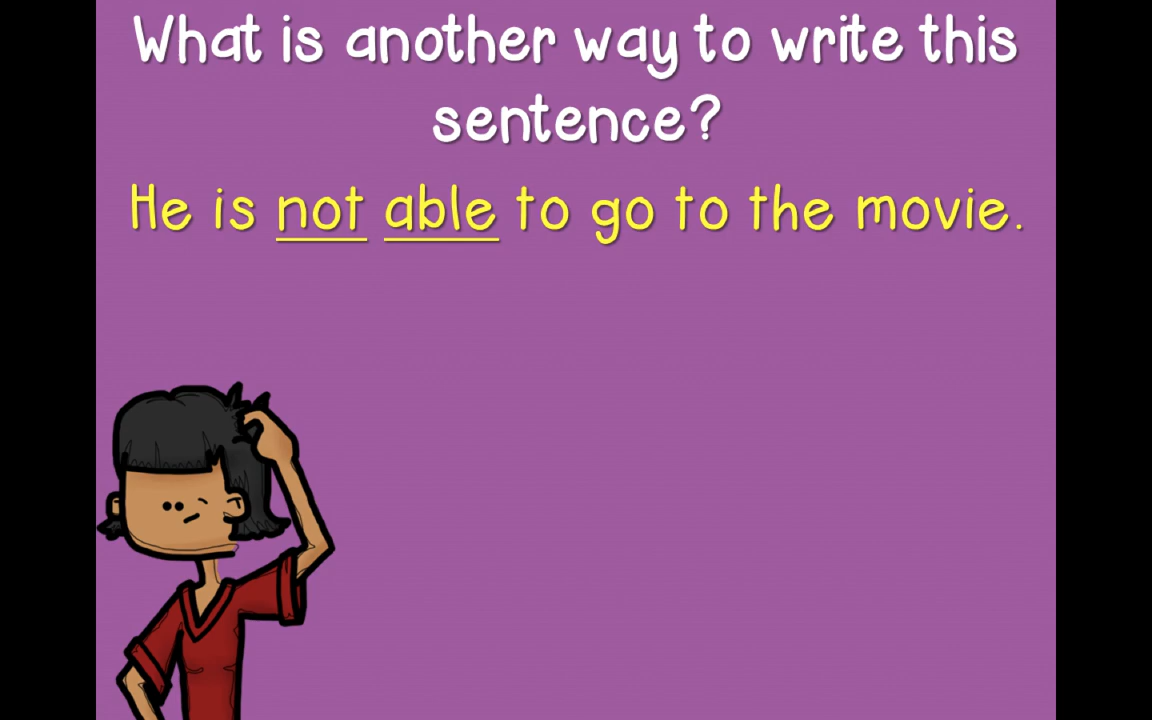 What is another way to write this
sentence?
He is not able to go to the movie.